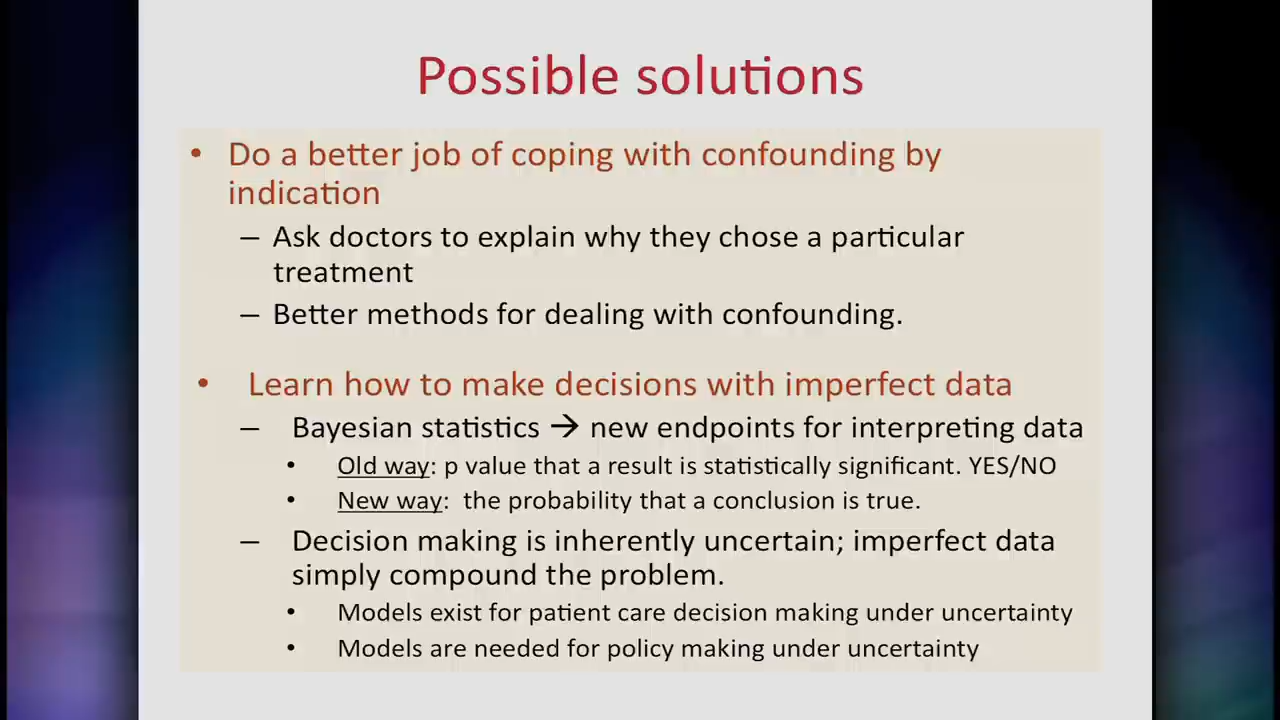 Possible solutions
• Do a better job of coping with confounding by
indication
– Ask doctors to explain why they chose a particular
treatment
– Better methods for dealing with confounding.
• Learn how to make decisions with imperfect data
– Bayesian statistics → new endpoints for interpreting data
• Old way: p value that a result is statistically significant. YES/NO
• New way: the probability that a conclusion is true.
– Decision making is inherently uncertain; imperfect data
simply compound the problem.
• Models exist for patient care decision making under uncertainty
• Models are needed for policy making under uncertainty